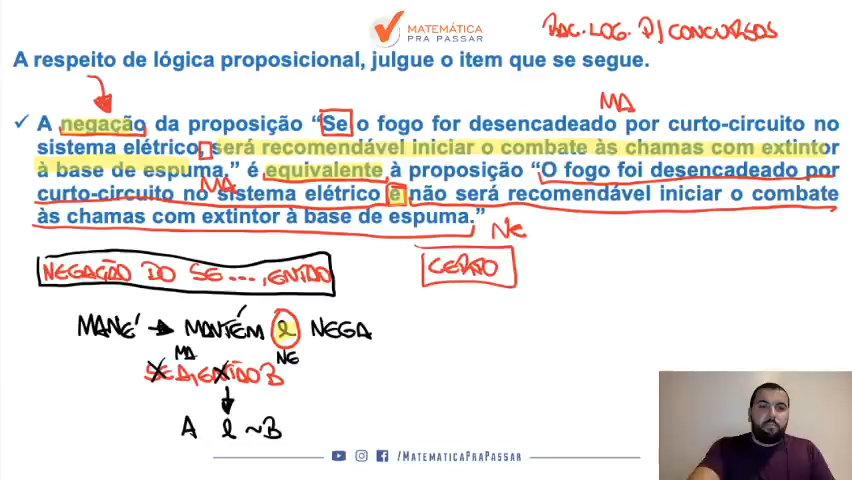 MATEMÁTICA
PRA PASSAR
RAC. LOG. P/ CONCURSOS
A respeito de lógica proposicional, julgue o item que se segue.
MA
✓ A negação da proposição “Se o fogo for desencadeado por curto-circuito no
sistema elétrico, será recomendável iniciar o combate às chamas com extintor
à base de espuma.” é equivalente à proposição “O fogo foi desencadeado por
MA
curto-circuito no sistema elétrico e não será recomendável iniciar o combate
às chamas com extintor à base de espuma.”
NE
NEGAÇÃO DO SE..., ENTÃO
CERTO
MANÉ → MANTÉM e NEGA
MA NE
SE A, ENTÃO B
A e ~B
/MATEMATICAPRAPASSAR